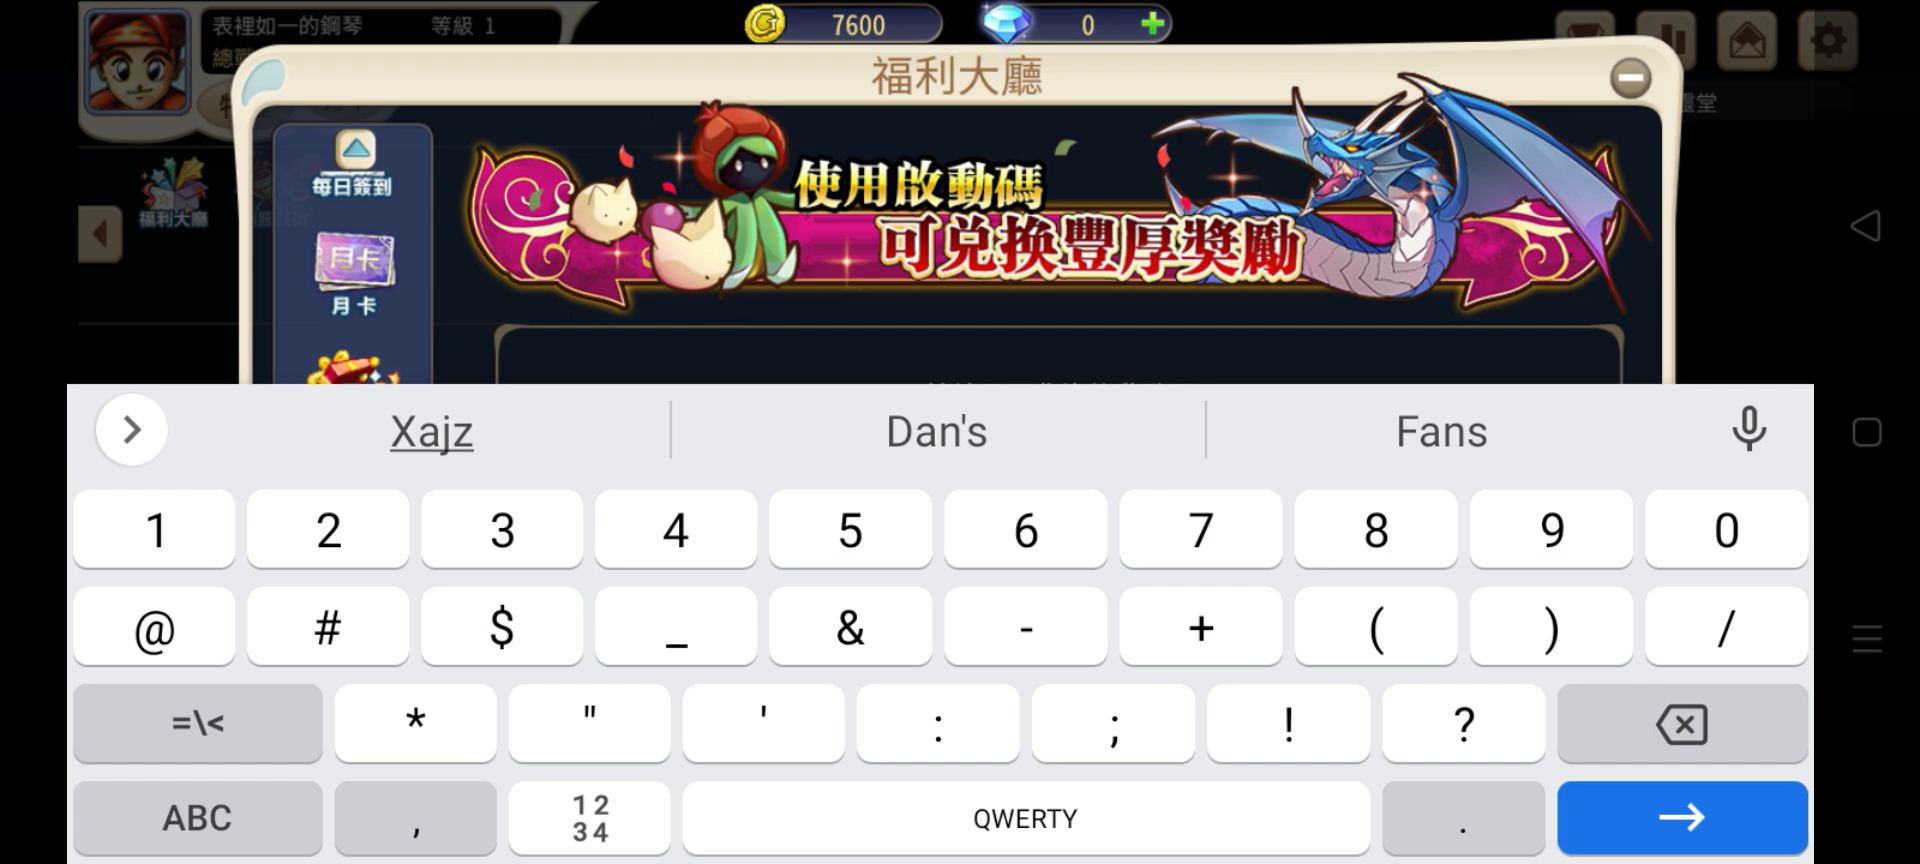 表裡如一的鋼琴 等級 1
7600
0
福利大廳
每日簽到
福利大廳
月卡
月 卡
使用啟動碼
可兑换豐厚獎勵
Xajz
Dan's
Fans
1 2 3 4 5 6 7 8 9 0
@ # $ _ & - + ( ) /
=\< * " ' : ; ! ?
ABC , 12 34 QWERTY .